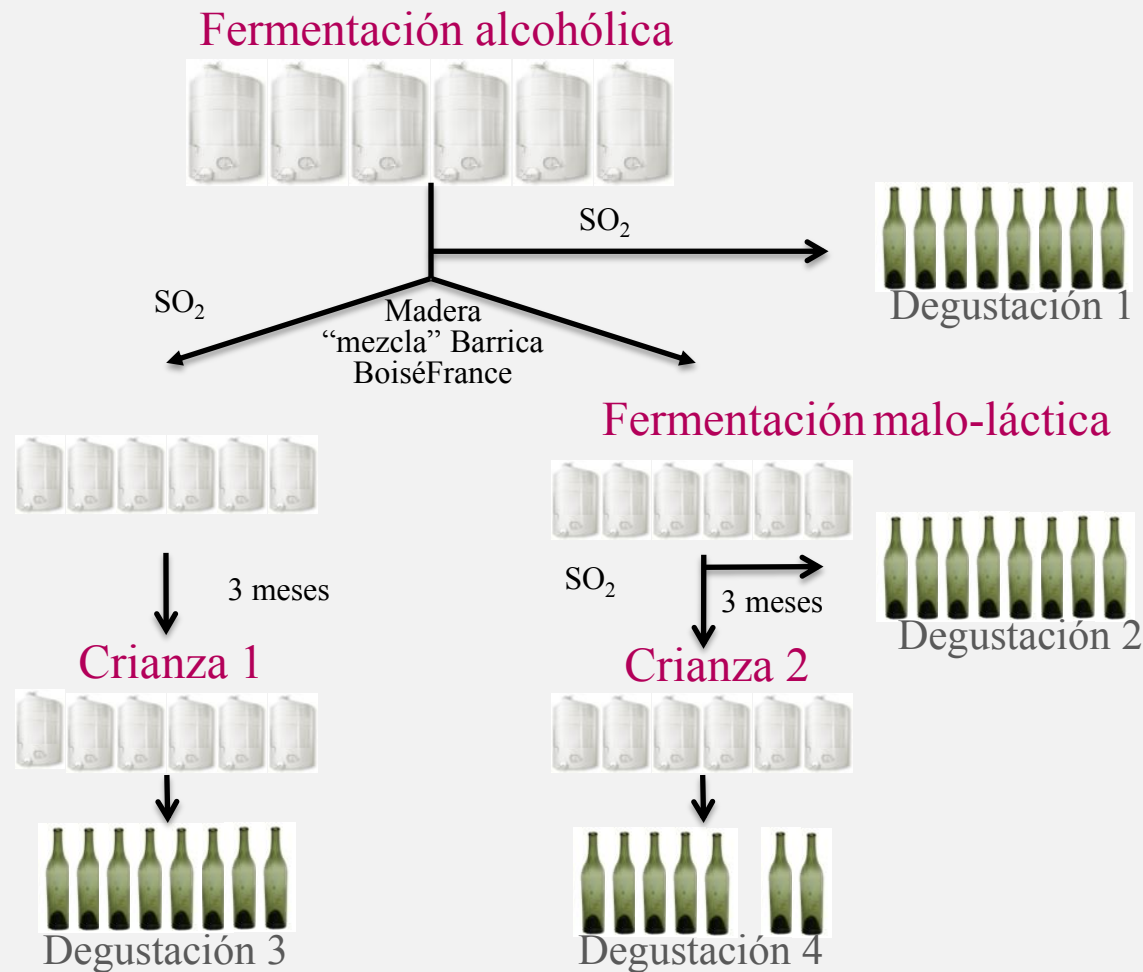 Fermentación alcohólica
SO₂
Degustación 1
SO₂
Madera
“mezcla” Barrica
BoiséFrance
Fermentación malo-láctica
SO₂
3 meses
3 meses
Degustación 2
Crianza 1
Crianza 2
Degustación 3
Degustación 4